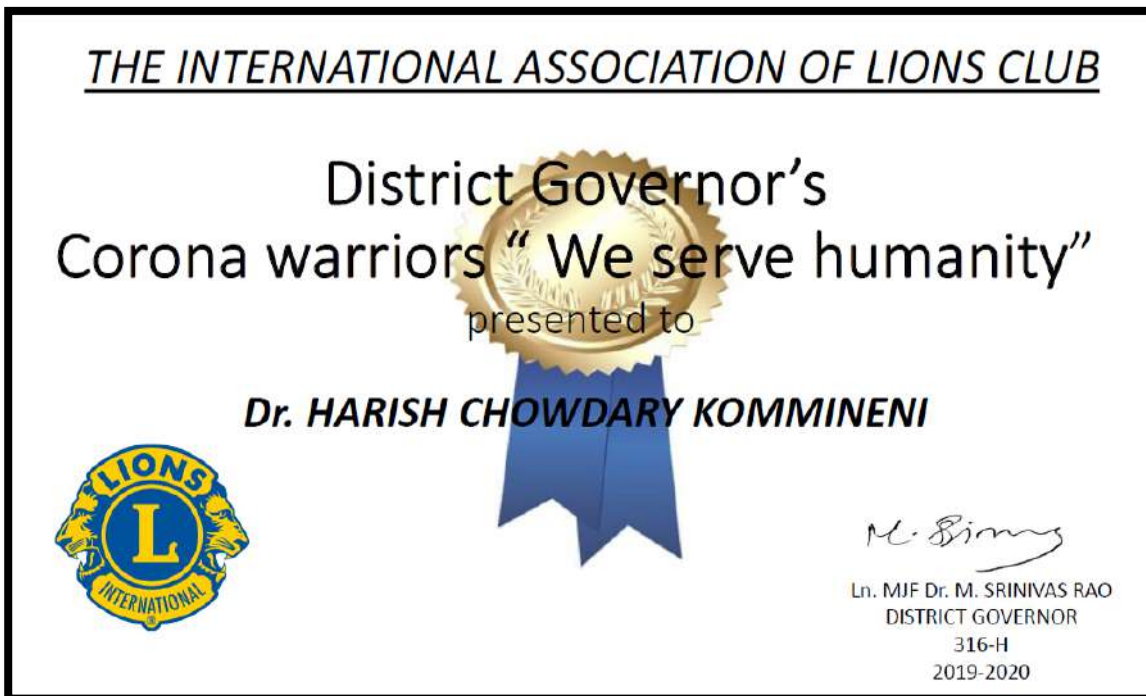 THE INTERNATIONAL ASSOCIATION OF LIONS CLUB
District Governor’s
Corona warriors “ We serve humanity”
presented to
Dr. HARISH CHOWDARY KOMMINENI
LIONS
L
INTERNATIONAL
®
Ln. MJF Dr. M. SRINIVAS RAO
DISTRICT GOVERNOR
316-H
2019-2020